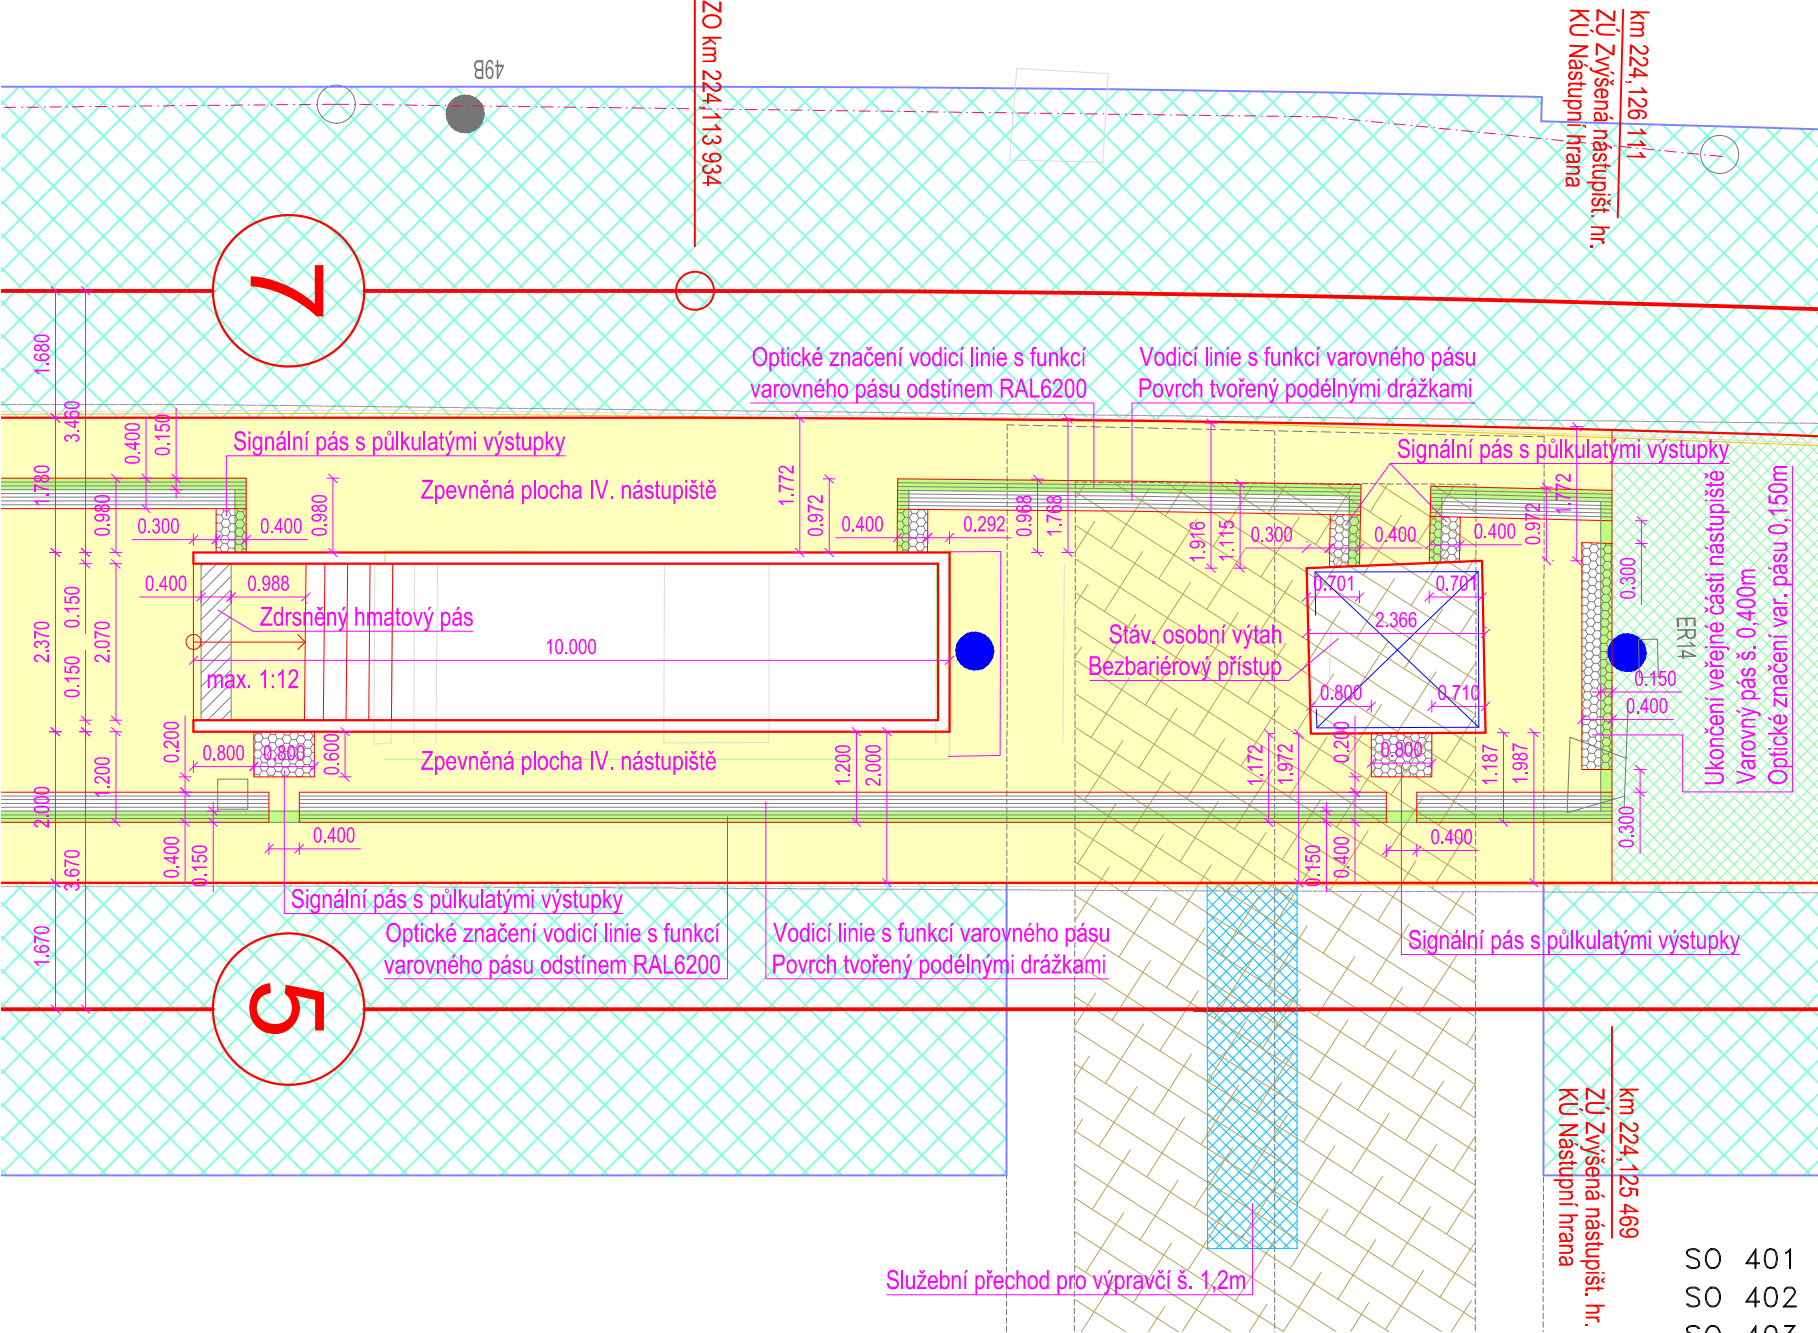 49B
ZO km 224,113 934
km 224,126 111
ZÚ Zvýšená nástupišt. hr.
KÚ Nástupní hrana
7
Optické značení vodicí linie s funkcí
varovného pásu odstínem RAL6200
Vodicí linie s funkcí varovného pásu
Povrch tvořený podélnými drážkami
1.680
3.460
0.400
0.150
Signální pás s půlkulatými výstupky
Signální pás s půlkulatými výstupky
1.780
0.980
0.980
Zpevněná plocha IV. nástupiště
1.772
0.972
0.968
1.768
1.916
1.115
0.972
1.772
0.300
0.400
0.400
0.292
0.300
0.400
0.400
0.300
Ukončení veřejné části nástupiště
Varovný pás š. 0,400m
Optické značení var. pásu 0,150m
ER14
0.400
0.988
0.701
0.701
Zdrsněný hmatový pás
2.370
0.150
0.150
2.070
10.000
max. 1:12
2.366
Stáv. osobní výtah
Bezbariérový přístup
0.800
0.710
0.150
0.400
0.200
0.800
0.800
0.600
Zpevněná plocha IV. nástupiště
1.200
2.000
1.200
2.000
1.172
1.972
0.200
0.800
1.187
1.987
0.300
0.400
0.150
0.400
0.150
0.400
0.400
3.670
1.670
Signální pás s půlkulatými výstupky
Optické značení vodicí linie s funkcí
varovného pásu odstínem RAL6200
Vodicí linie s funkcí varovného pásu
Povrch tvořený podélnými drážkami
Signální pás s půlkulatými výstupky
5
km 224,125 469
ZÚ Zvýšená nástupišt. hr.
KÚ Nástupní hrana
Služební přechod pro výpravčí š. 1,2m
SO 401
SO 402
SO 403